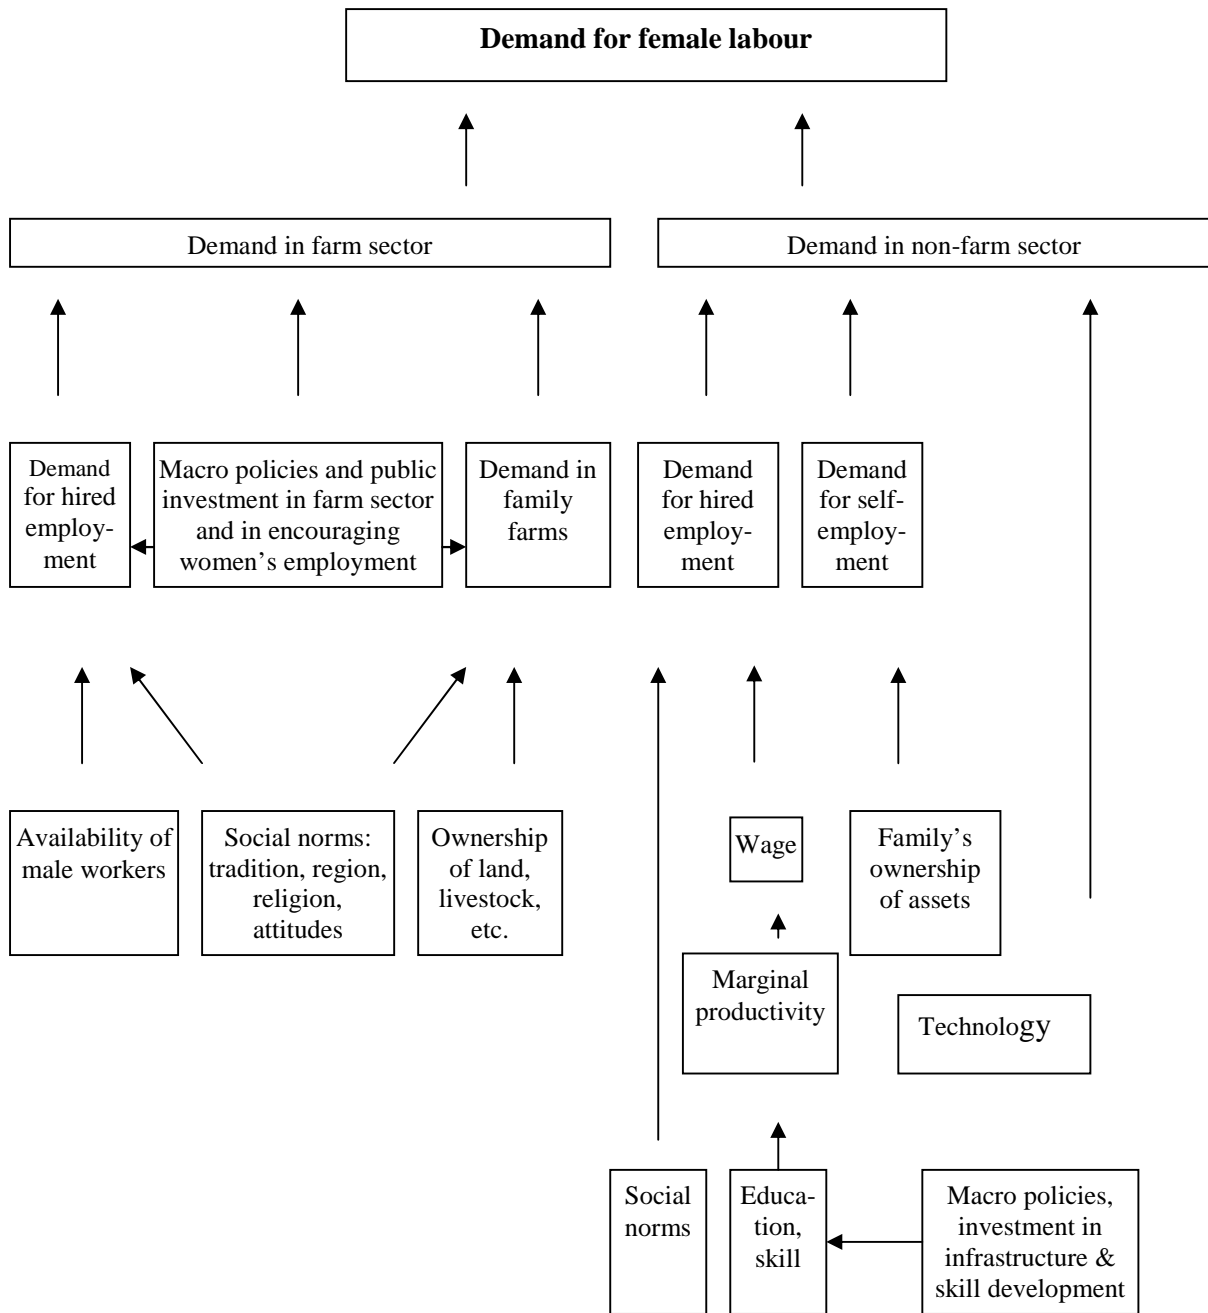 Demand for female labour
Demand in farm sector
Demand in non-farm sector
Demand
for hired
employ-
ment
Macro policies and public
investment in farm sector
and in encouraging
women’s employment
Demand in
family
farms
Demand
for hired
employ-
ment
Demand
for self-
employ-
ment
Availability of
male workers
Social norms:
tradition, region,
religion,
attitudes
Ownership
of land,
livestock,
etc.
Wage
Family’s
ownership
of assets
Marginal
productivity
Technology
Social
norms
Educa-
tion,
skill
Macro policies,
investment in
infrastructure &
skill development